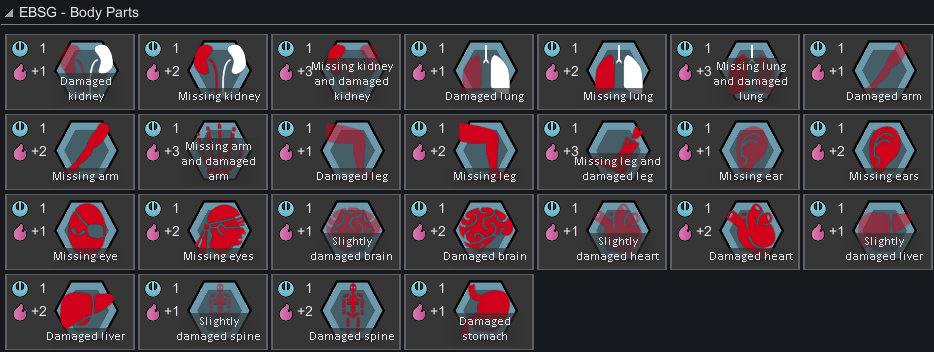 EBSG - Body Parts
1 1 1 1 1 1 1
+1 +2 +3 +1 +2 +3 +1
Damaged kidney
Missing kidney
Missing kidney and damaged kidney
Damaged lung
Missing lung
Missing lung and damaged lung
Damaged arm
1 1 1 1 1 1 1
+2 +3 +1 +2 +3 +1 +2
Missing arm
Missing arm and damaged arm
Damaged leg
Missing leg
Missing leg and damaged leg
Missing ear
Missing ears
1 1 1 1 1 1 1
+1 +2 +1 +2 +1 +2 +1
Missing eye
Missing eyes
Slightly damaged brain
Damaged brain
Slightly damaged heart
Damaged heart
Slightly damaged liver
1 1 1 1
+2 +1 +2 +1
Damaged liver
Slightly damaged spine
Damaged spine
Damaged stomach